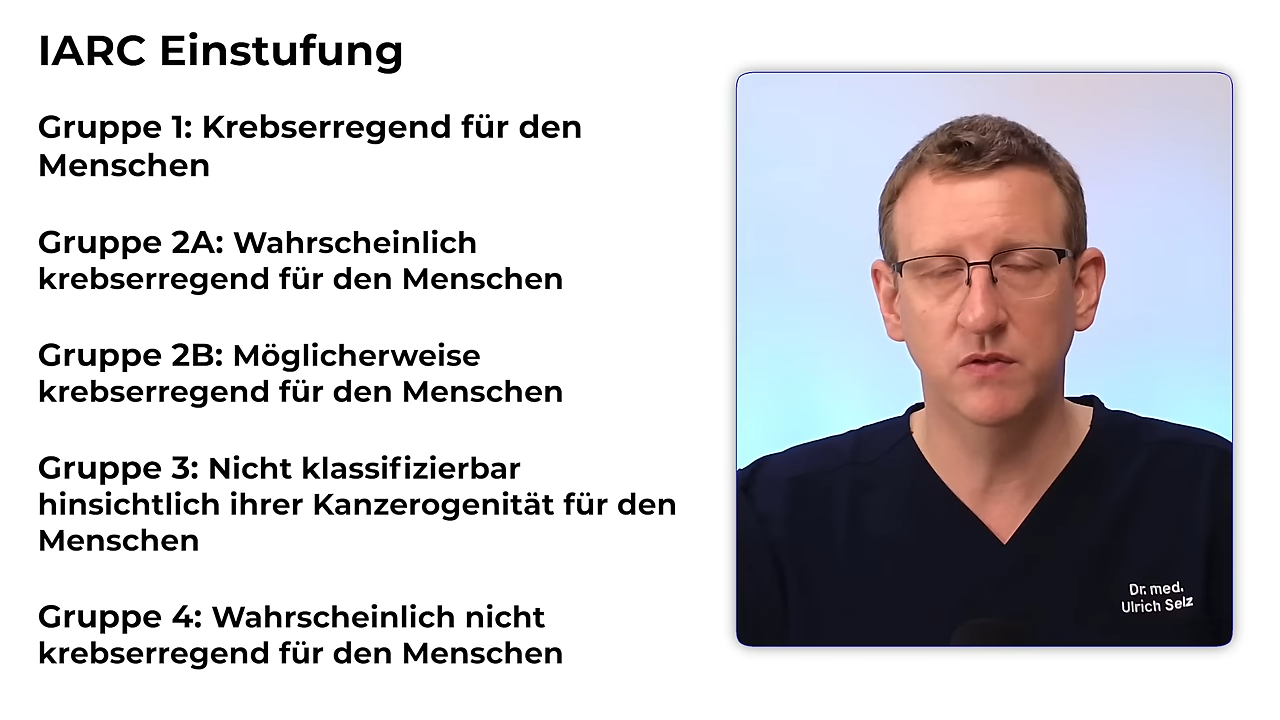 IARC Einstufung
Gruppe 1: Krebserregend für den
Menschen
Gruppe 2A: Wahrscheinlich
krebserregend für den Menschen
Gruppe 2B: Möglicherweise
krebserregend für den Menschen
Gruppe 3: Nicht klassifizierbar
hinsichtlich ihrer Kanzerogenität für den
Menschen
Gruppe 4: Wahrscheinlich nicht
krebserregend für den Menschen
Dr. med.
Ulrich Selz